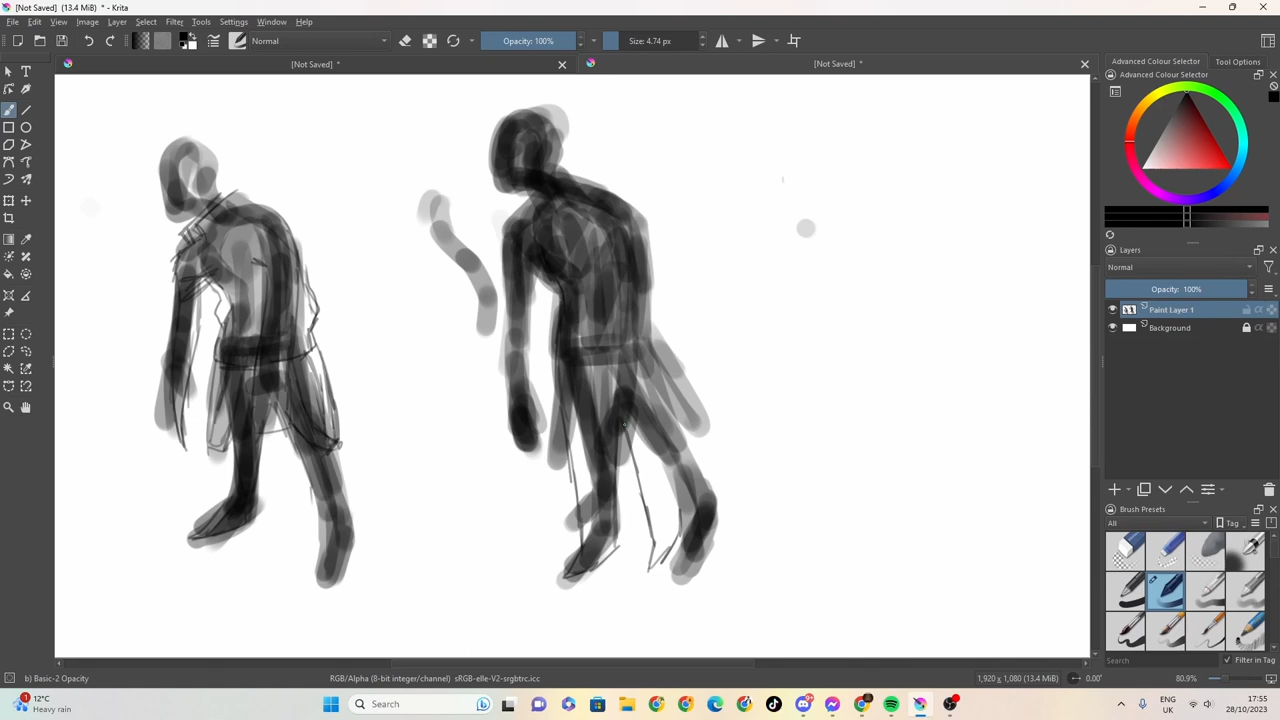 [Not Saved] (13.4 MiB) * - Krita
File Edit View Image Layer Select Filter Tools Settings Window Help
Normal Opacity: 100% Size: 4.74 px
[Not Saved] * [Not Saved] *
Advanced Colour Selector Tool Options
Advanced Colour Selector
Layers
Normal
Opacity: 100%
Paint Layer 1
Background
Brush Presets
All Tag
Search Filter in Tag
b) Basic-2 Opacity RGB/Alpha (8-bit integer/channel) sRGB-elle-V2-srgbtrc.icc 1,920 x 1,080 (13.4 MiB) 0.00° 80.9%
1 12°C
Heavy rain
Search
9+
ENG
UK
17:55
28/10/2023